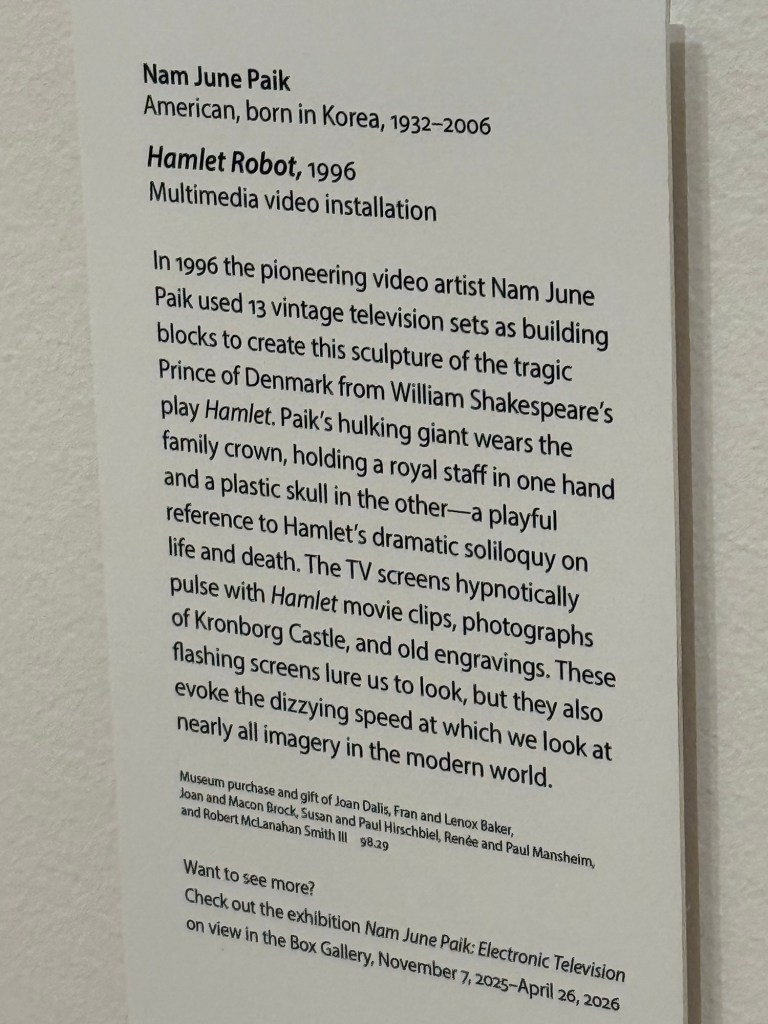 Nam June Paik
American, born in Korea, 1932–2006
Hamlet Robot, 1996
Multimedia video installation
In 1996 the pioneering video artist Nam June
Paik used 13 vintage television sets as building
blocks to create this sculpture of the tragic
Prince of Denmark from William Shakespeare's
play Hamlet. Paik's hulking giant wears the
family crown, holding a royal staff in one hand
and a plastic skull in the other—a playful
reference to Hamlet's dramatic soliloquy on
life and death. The TV screens hypnotically
pulse with Hamlet movie clips, photographs
of Kronborg Castle, and old engravings. These
flashing screens lure us to look, but they also
evoke the dizzying speed at which we look at
nearly all imagery in the modern world.
Museum purchase and gift of Joan Dalis, Fran and Lenox Baker,
Joan and Macon Brock, Susan and Paul Hirschbiel, Renée and Paul Mansheim,
and Robert McLanahan Smith III 98.29
Want to see more?
Check out the exhibition Nam June Paik: Electronic Television
on view in the Box Gallery, November 7, 2025–April 26, 2026